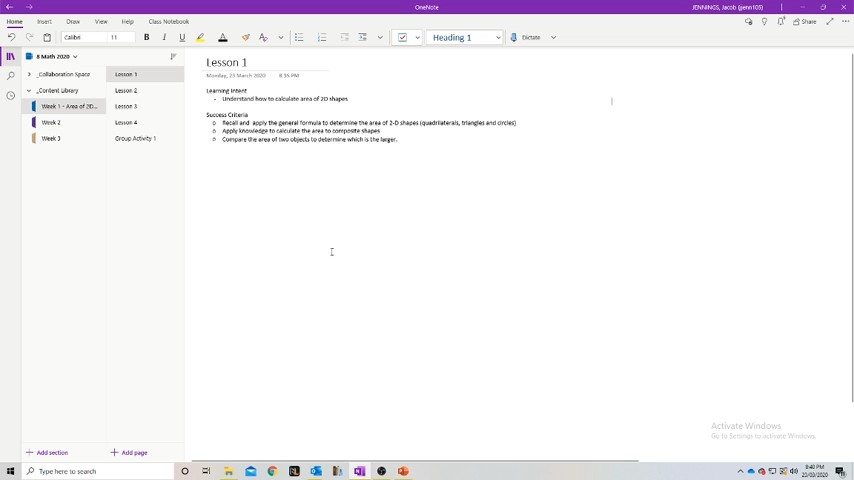 OneNote
JENNINGS, Jacob (jjenn105)
Home Insert Draw View Help Class Notebook
Share
Calibri 11 B I U A Heading 1 Dictate
8 Math 2020
_Collaboration Space
_Content Library
Week 1 - Area of 2D...
Week 2
Week 3
Lesson 1
Lesson 2
Lesson 3
Lesson 4
Group Activity 1
Lesson 1
Monday, 23 March 2020 8:35 PM
Learning Intent
- Understand how to calculate area of 2D shapes
Success Criteria
o Recall and apply the general formula to determine the area of 2-D shapes (quadrilaterals, triangles and circles)
o Apply knowledge to calculate the area to composite shapes
o Compare the area of two objects to determine which is the larger.
Activate Windows
Go to Settings to activate Windows.
+ Add section
+ Add page
Type here to search
8:40 PM
23/03/2020